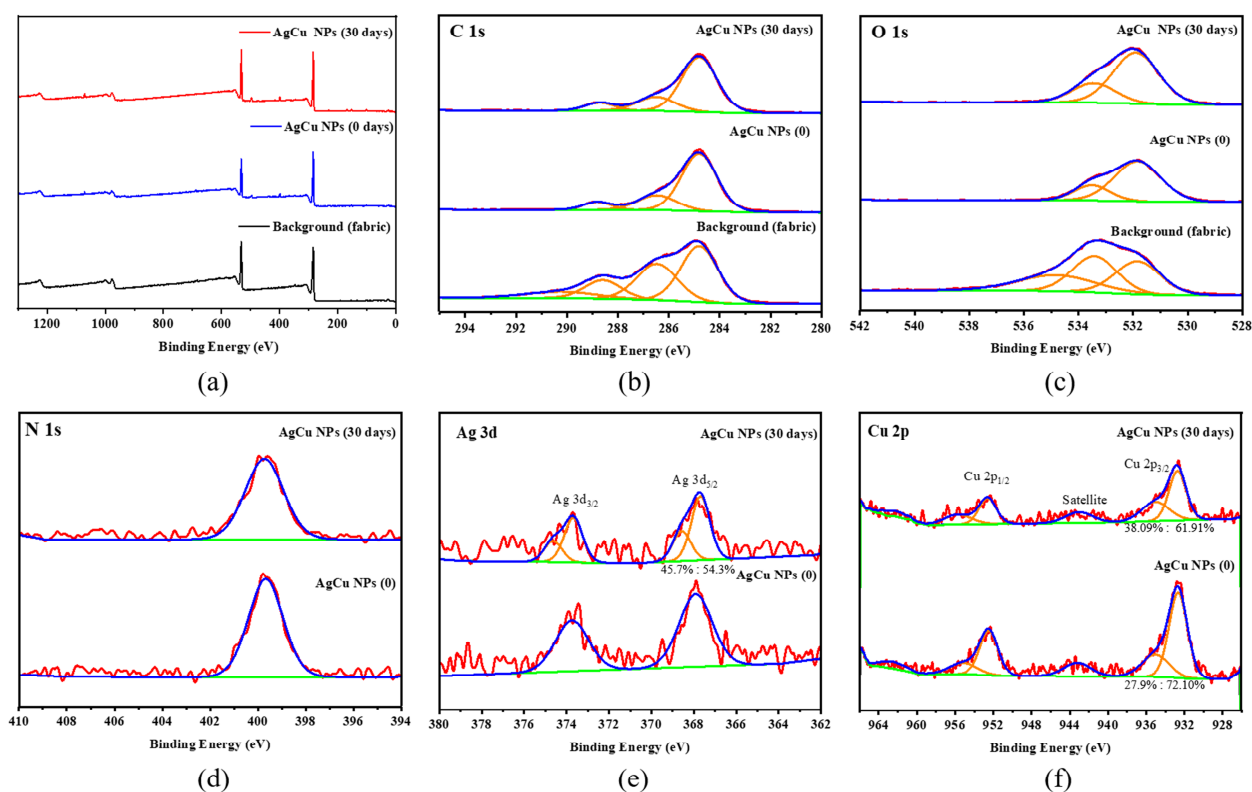 AgCu NPs (30 days)
AgCu NPs (0 days)
Background (fabric)
1200 1000 800 600 400 200 0
Binding Energy (eV)
(a)
C 1s
AgCu NPs (30 days)
AgCu NPs (0)
Background (fabric)
294 292 290 288 286 284 282 280
Binding Energy (eV)
(b)
O 1s
AgCu NPs (30 days)
AgCu NPs (0)
Background (fabric)
542 540 538 536 534 532 530 528
Binding Energy (eV)
(c)
N 1s
AgCu NPs (30 days)
AgCu NPs (0)
410 408 406 404 402 400 398 396 394
Binding Energy (eV)
(d)
Ag 3d
AgCu NPs (30 days)
Ag 3d3/2
Ag 3d5/2
45.7% : 54.3%
AgCu NPs (0)
380 378 376 374 372 370 368 366 364 362
Binding Energy (eV)
(e)
Cu 2p
AgCu NPs (30 days)
Cu 2p3/2
Cu 2p1/2
Satellite
38.09% : 61.91%
AgCu NPs (0)
27.9% : 72.10%
964 960 956 952 948 944 940 936 932 928
Binding Energy (eV)
(f)